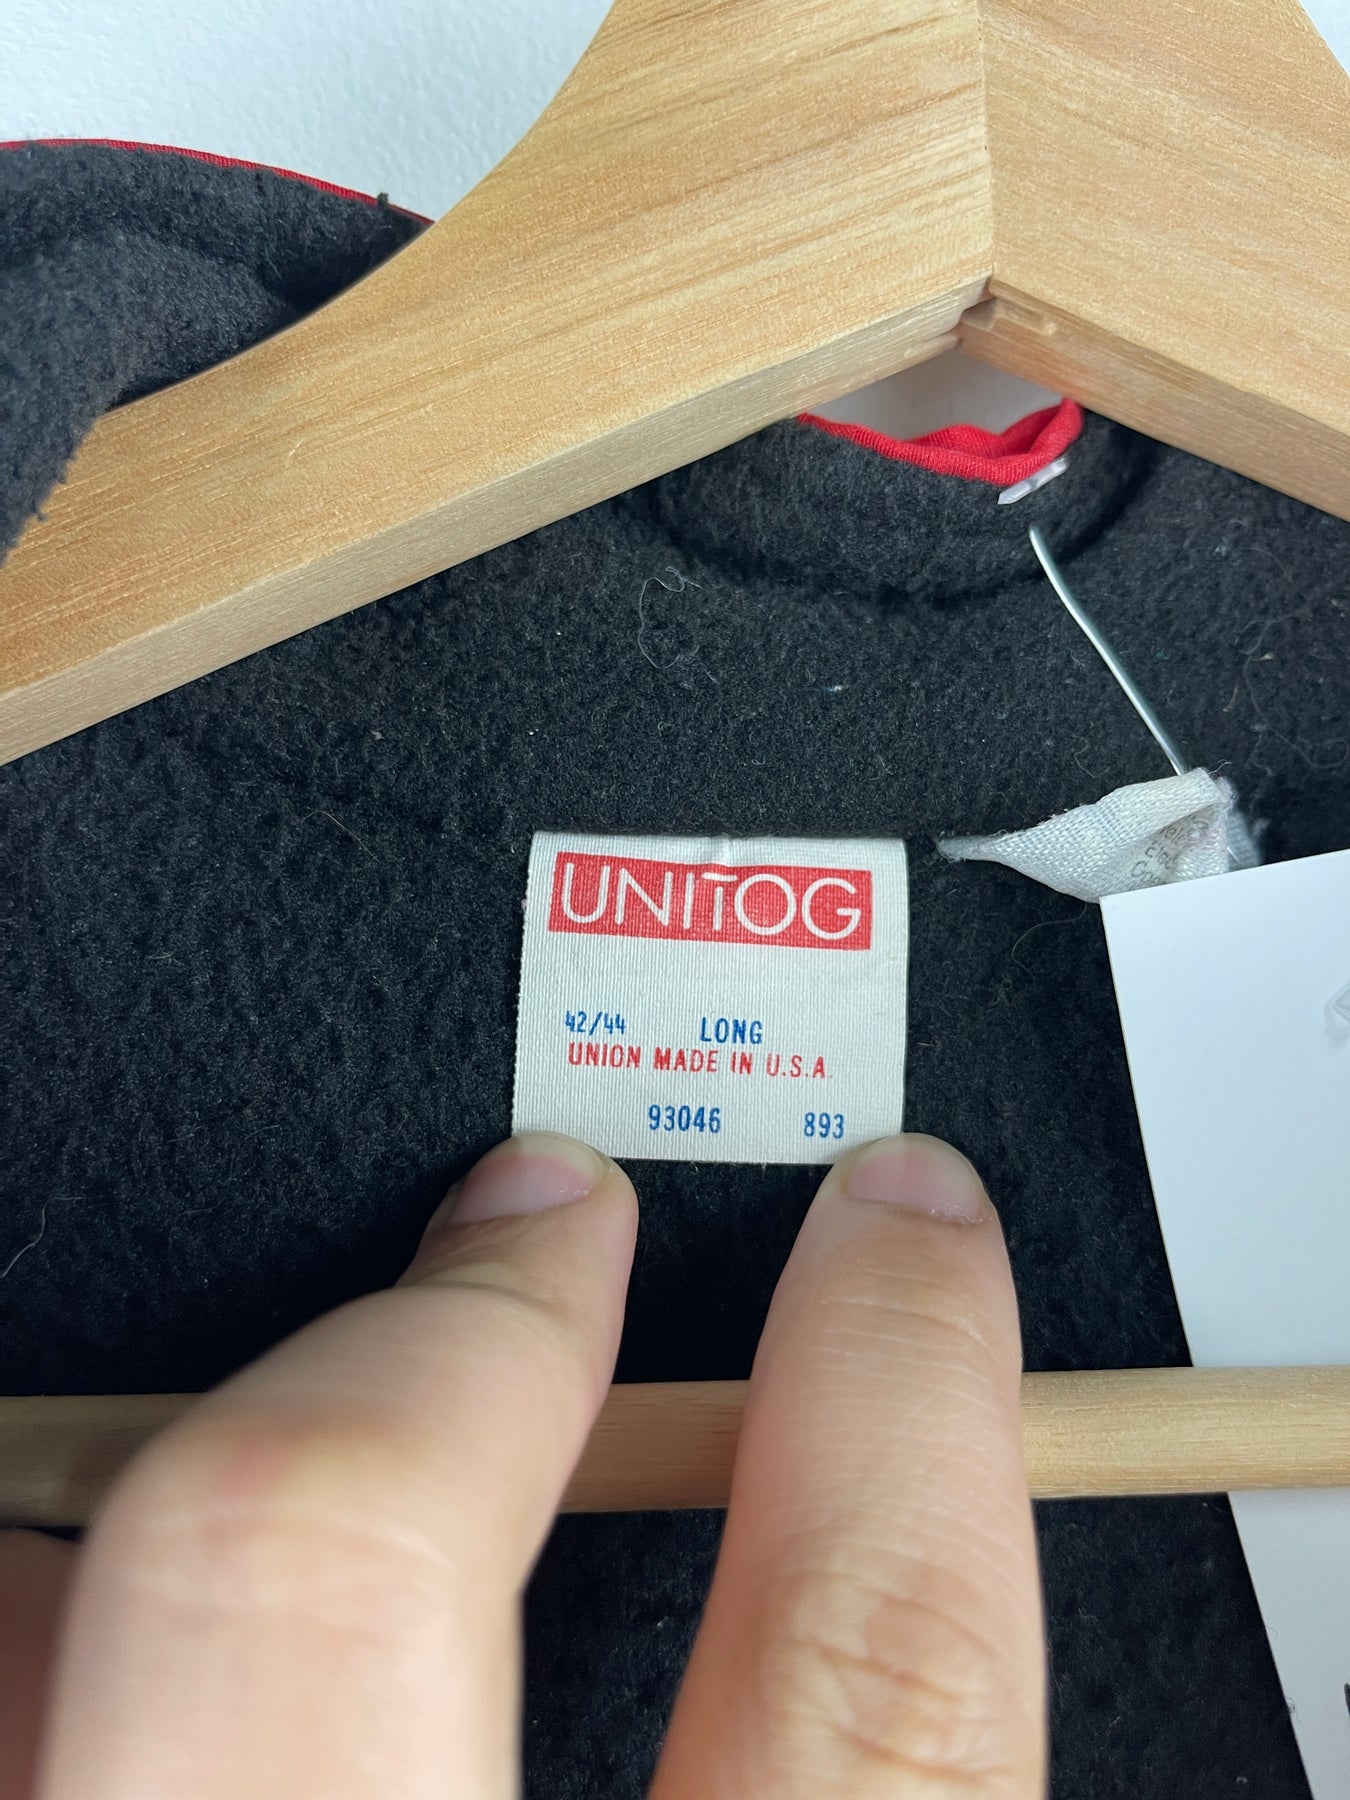 UNITOG
42/44 LONG
UNION MADE IN U.S.A.
93046 893